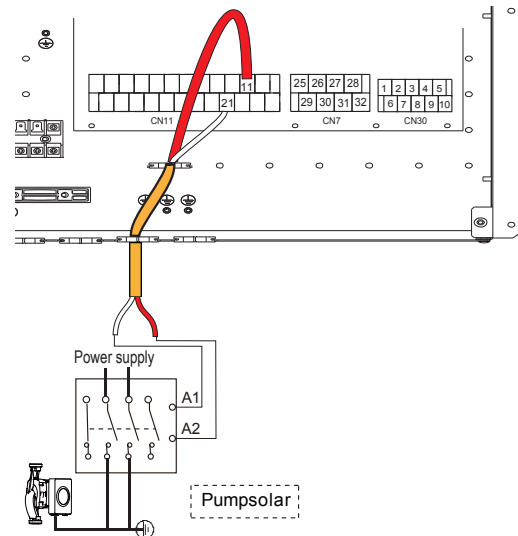 11
25 26 27 28
1 2 3 4 5
21
29 30 31 32
6 7 8 9 10
CN11
CN7
CN30
Power supply
A1
A2
Pumpsolar